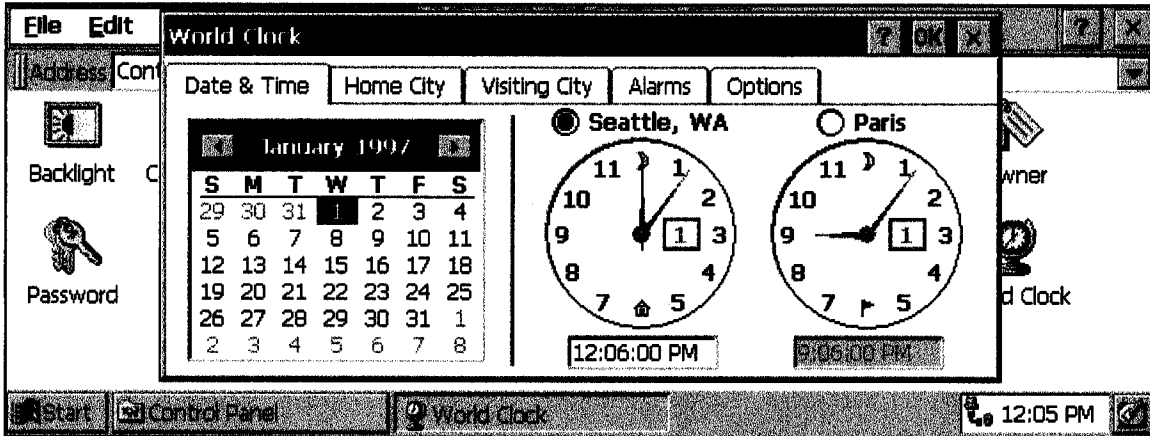 File Edit
World Clock ? OK X ? X
Address Cont
Date & Time Home City Visiting City Alarms Options
Seattle, WA Paris
January 1997
S M T W T F S
29 30 31 1 2 3 4
5 6 7 8 9 10 11
12 13 14 15 16 17 18
19 20 21 22 23 24 25
26 27 28 29 30 31 1
2 3 4 5 6 7 8
11 1
10 2
9 1 3
8 4
7 5
12:06:00 PM
11 1
10 2
9 1 3
8 4
7 5
9:06:00 PM
Backlight C
Password
wner
d Clock
Start Control Panel World Clock 12:05 PM